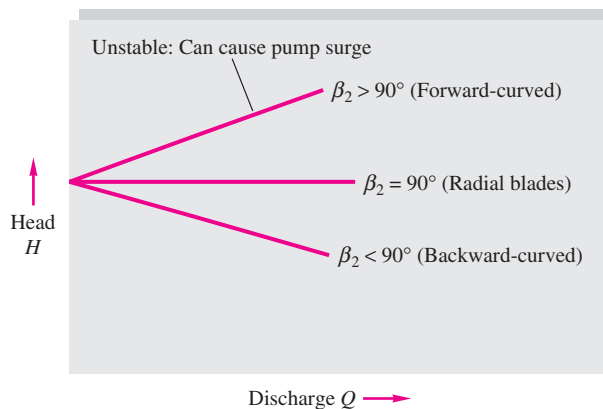 Unstable: Can cause pump surge
β₂ > 90° (Forward-curved)
β₂ = 90° (Radial blades)
Head
H
β₂ < 90° (Backward-curved)
Discharge Q